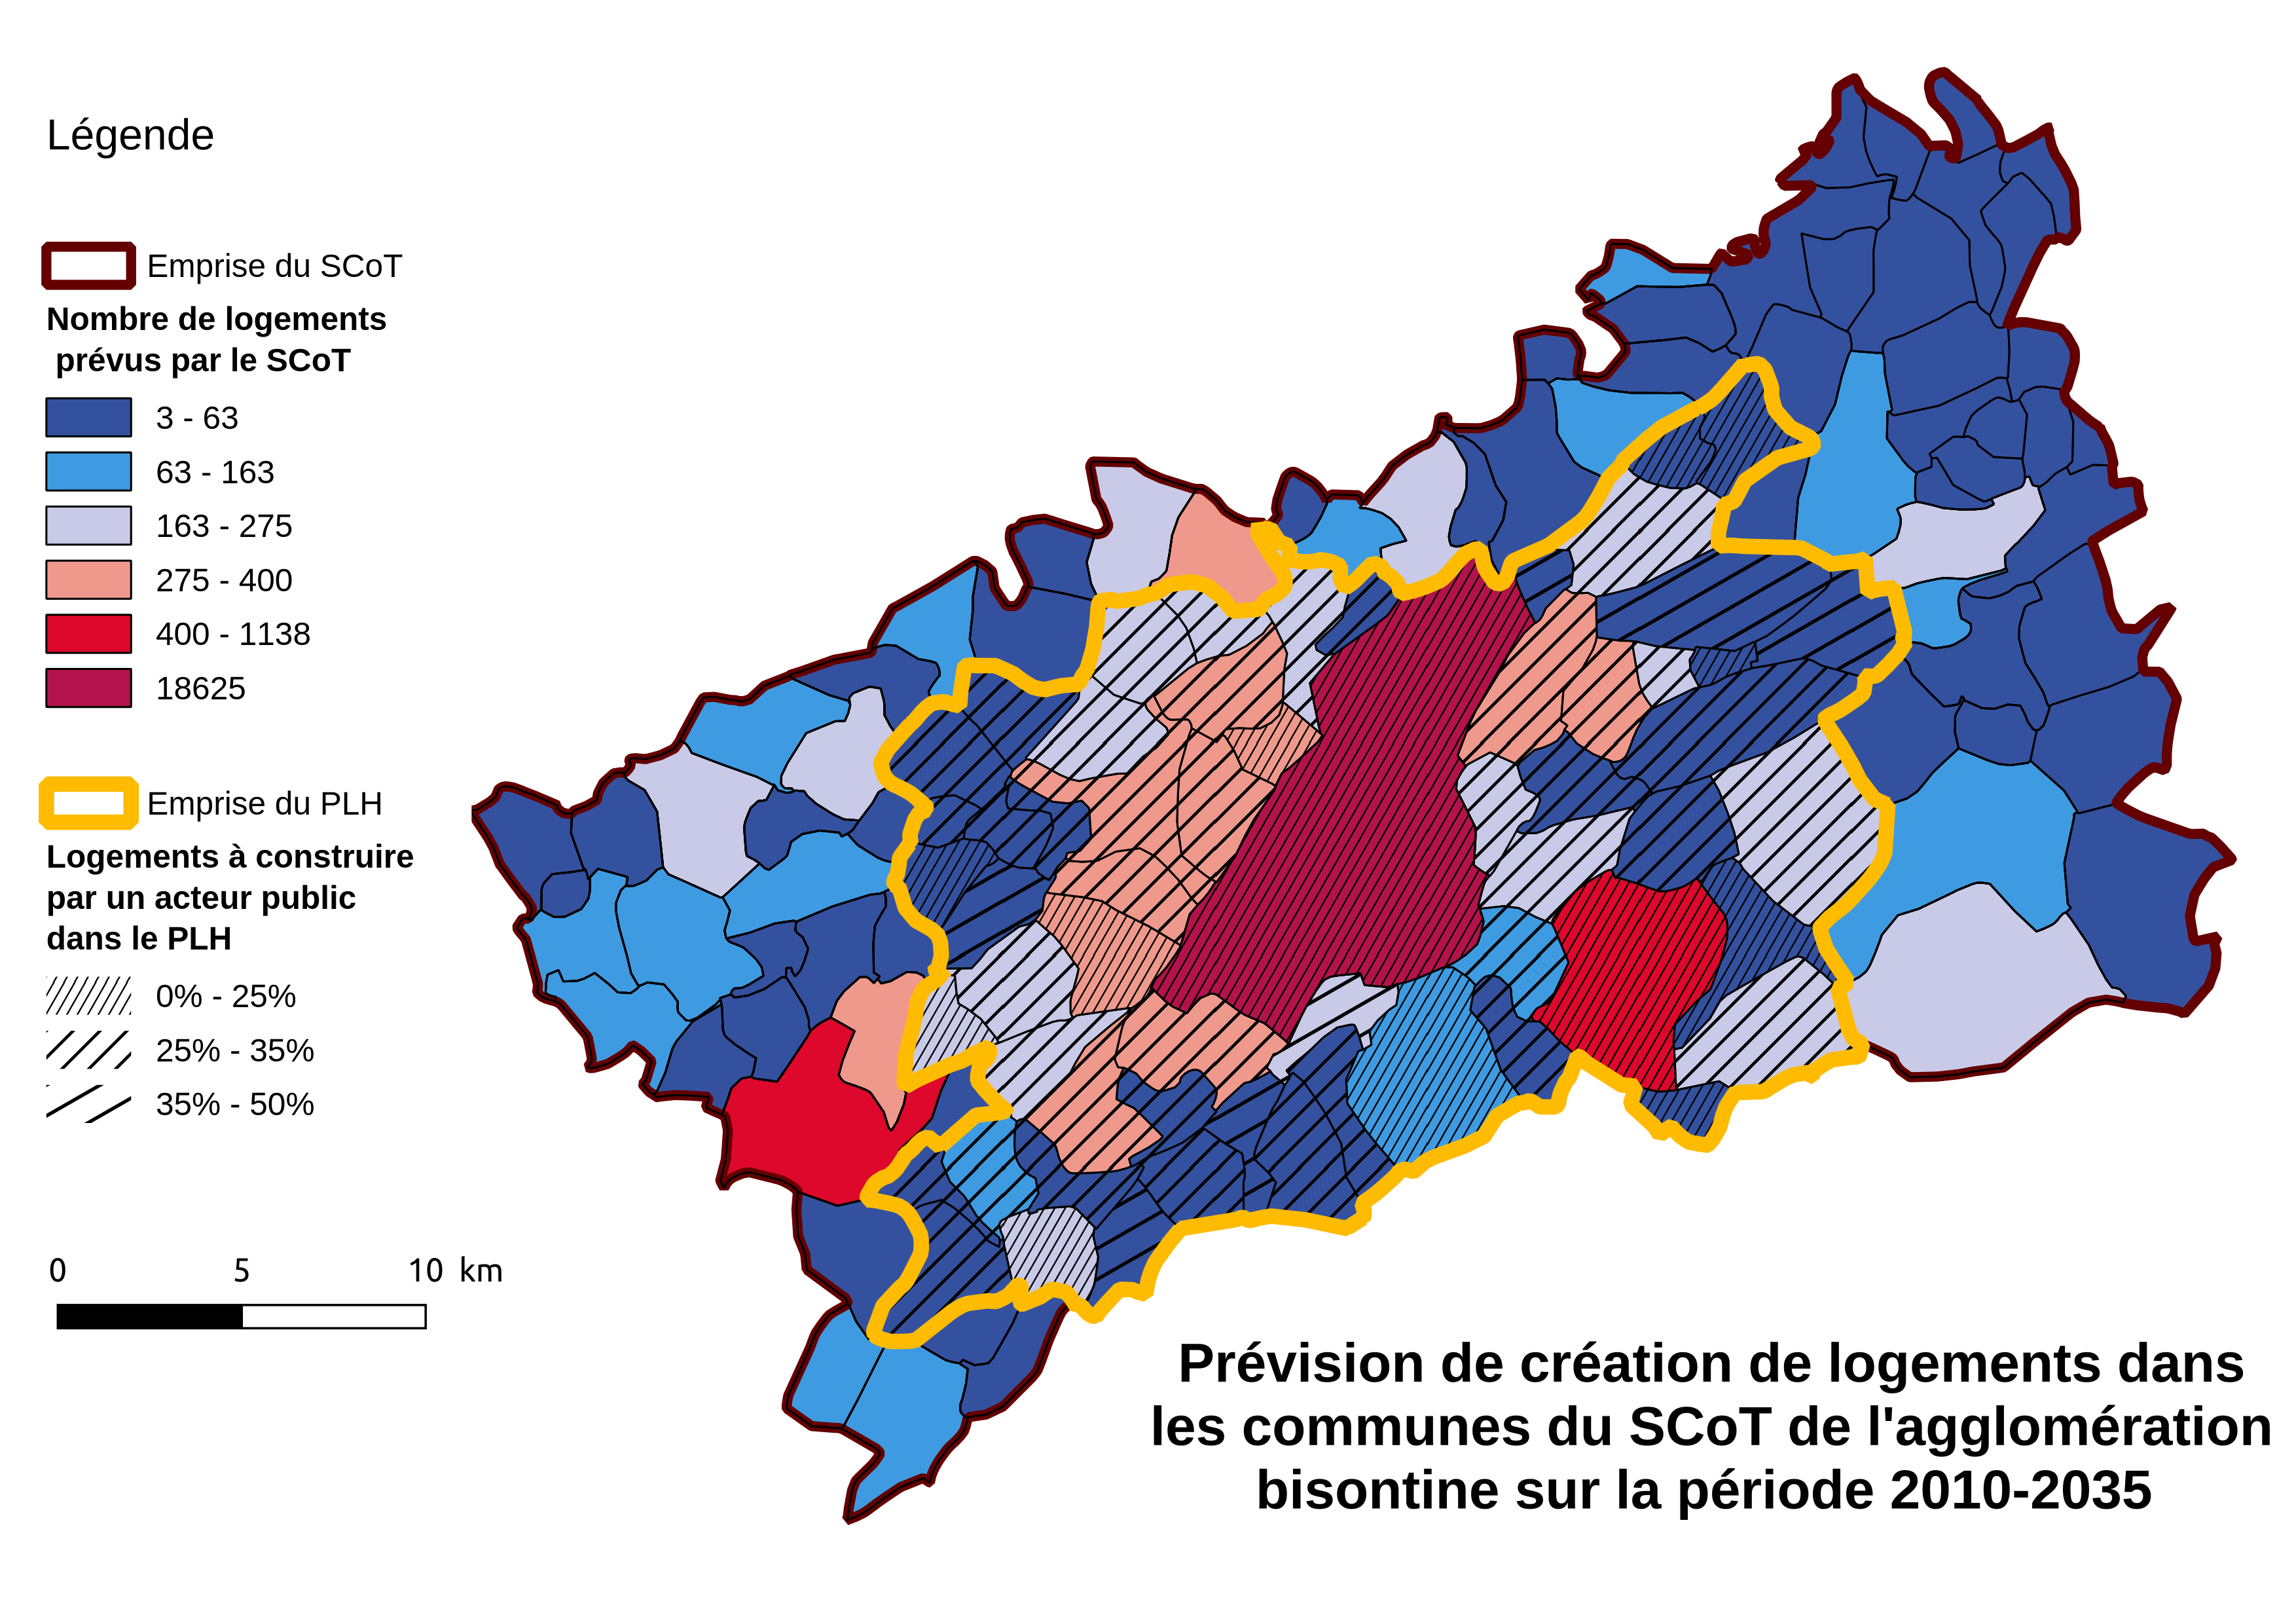 Légende
Emprise du SCoT
Nombre de logements
prévus par le SCoT
3 - 63
63 - 163
163 - 275
275 - 400
400 - 1138
18625
Emprise du PLH
Logements à construire
par un acteur public
dans le PLH
0% - 25%
25% - 35%
35% - 50%
0 5 10 km
Prévision de création de logements dans
les communes du SCoT de l'agglomération
bisontine sur la période 2010-2035